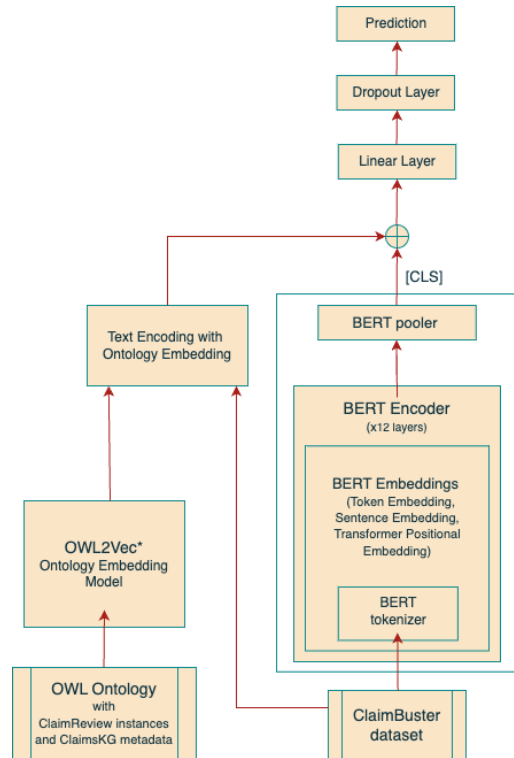 Prediction
Dropout Layer
Linear Layer
[CLS]
BERT pooler
Text Encoding with
Ontology Embedding
BERT Encoder
(x12 layers)
BERT Embeddings
(Token Embedding,
Sentence Embedding,
Transformer Positional
Embedding)
OWL2Vec*
Ontology Embedding
Model
BERT
tokenizer
OWL Ontology
with
ClaimReview instances
and ClaimsKG metadata
ClaimBuster
dataset